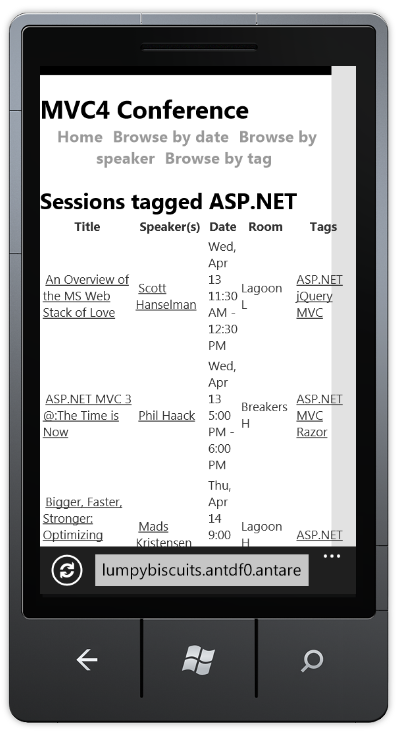 MVC4 Conference
Home Browse by date Browse by
speaker Browse by tag
Sessions tagged ASP.NET
Title Speaker(s) Date Room Tags
An Overview of
the MS Web
Stack of Love
Scott
Hanselman
Wed,
Apr
13
11:30
AM -
12:30
PM
Lagoon
L
ASP.NET
jQuery
MVC
ASP.NET MVC 3
@:The Time is
Now
Phil Haack
Wed,
Apr
13
5:00
PM -
6:00
PM
Breakers
H
ASP.NET
MVC
Razor
Bigger, Faster,
Stronger:
Optimizing
Mads
Kristensen
Thu,
Apr
14
9:00
Lagoon
H
ASP.NET
lumpybiscuits.antdf0.antare